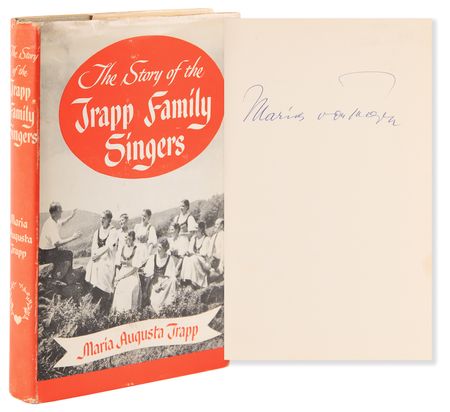 The Story
of the
Trapp
Family
Singers
Maria
Augusta
Trapp
The Story of the
Trapp Family
Singers
Maria Augusta Trapp
Maria von Trapp